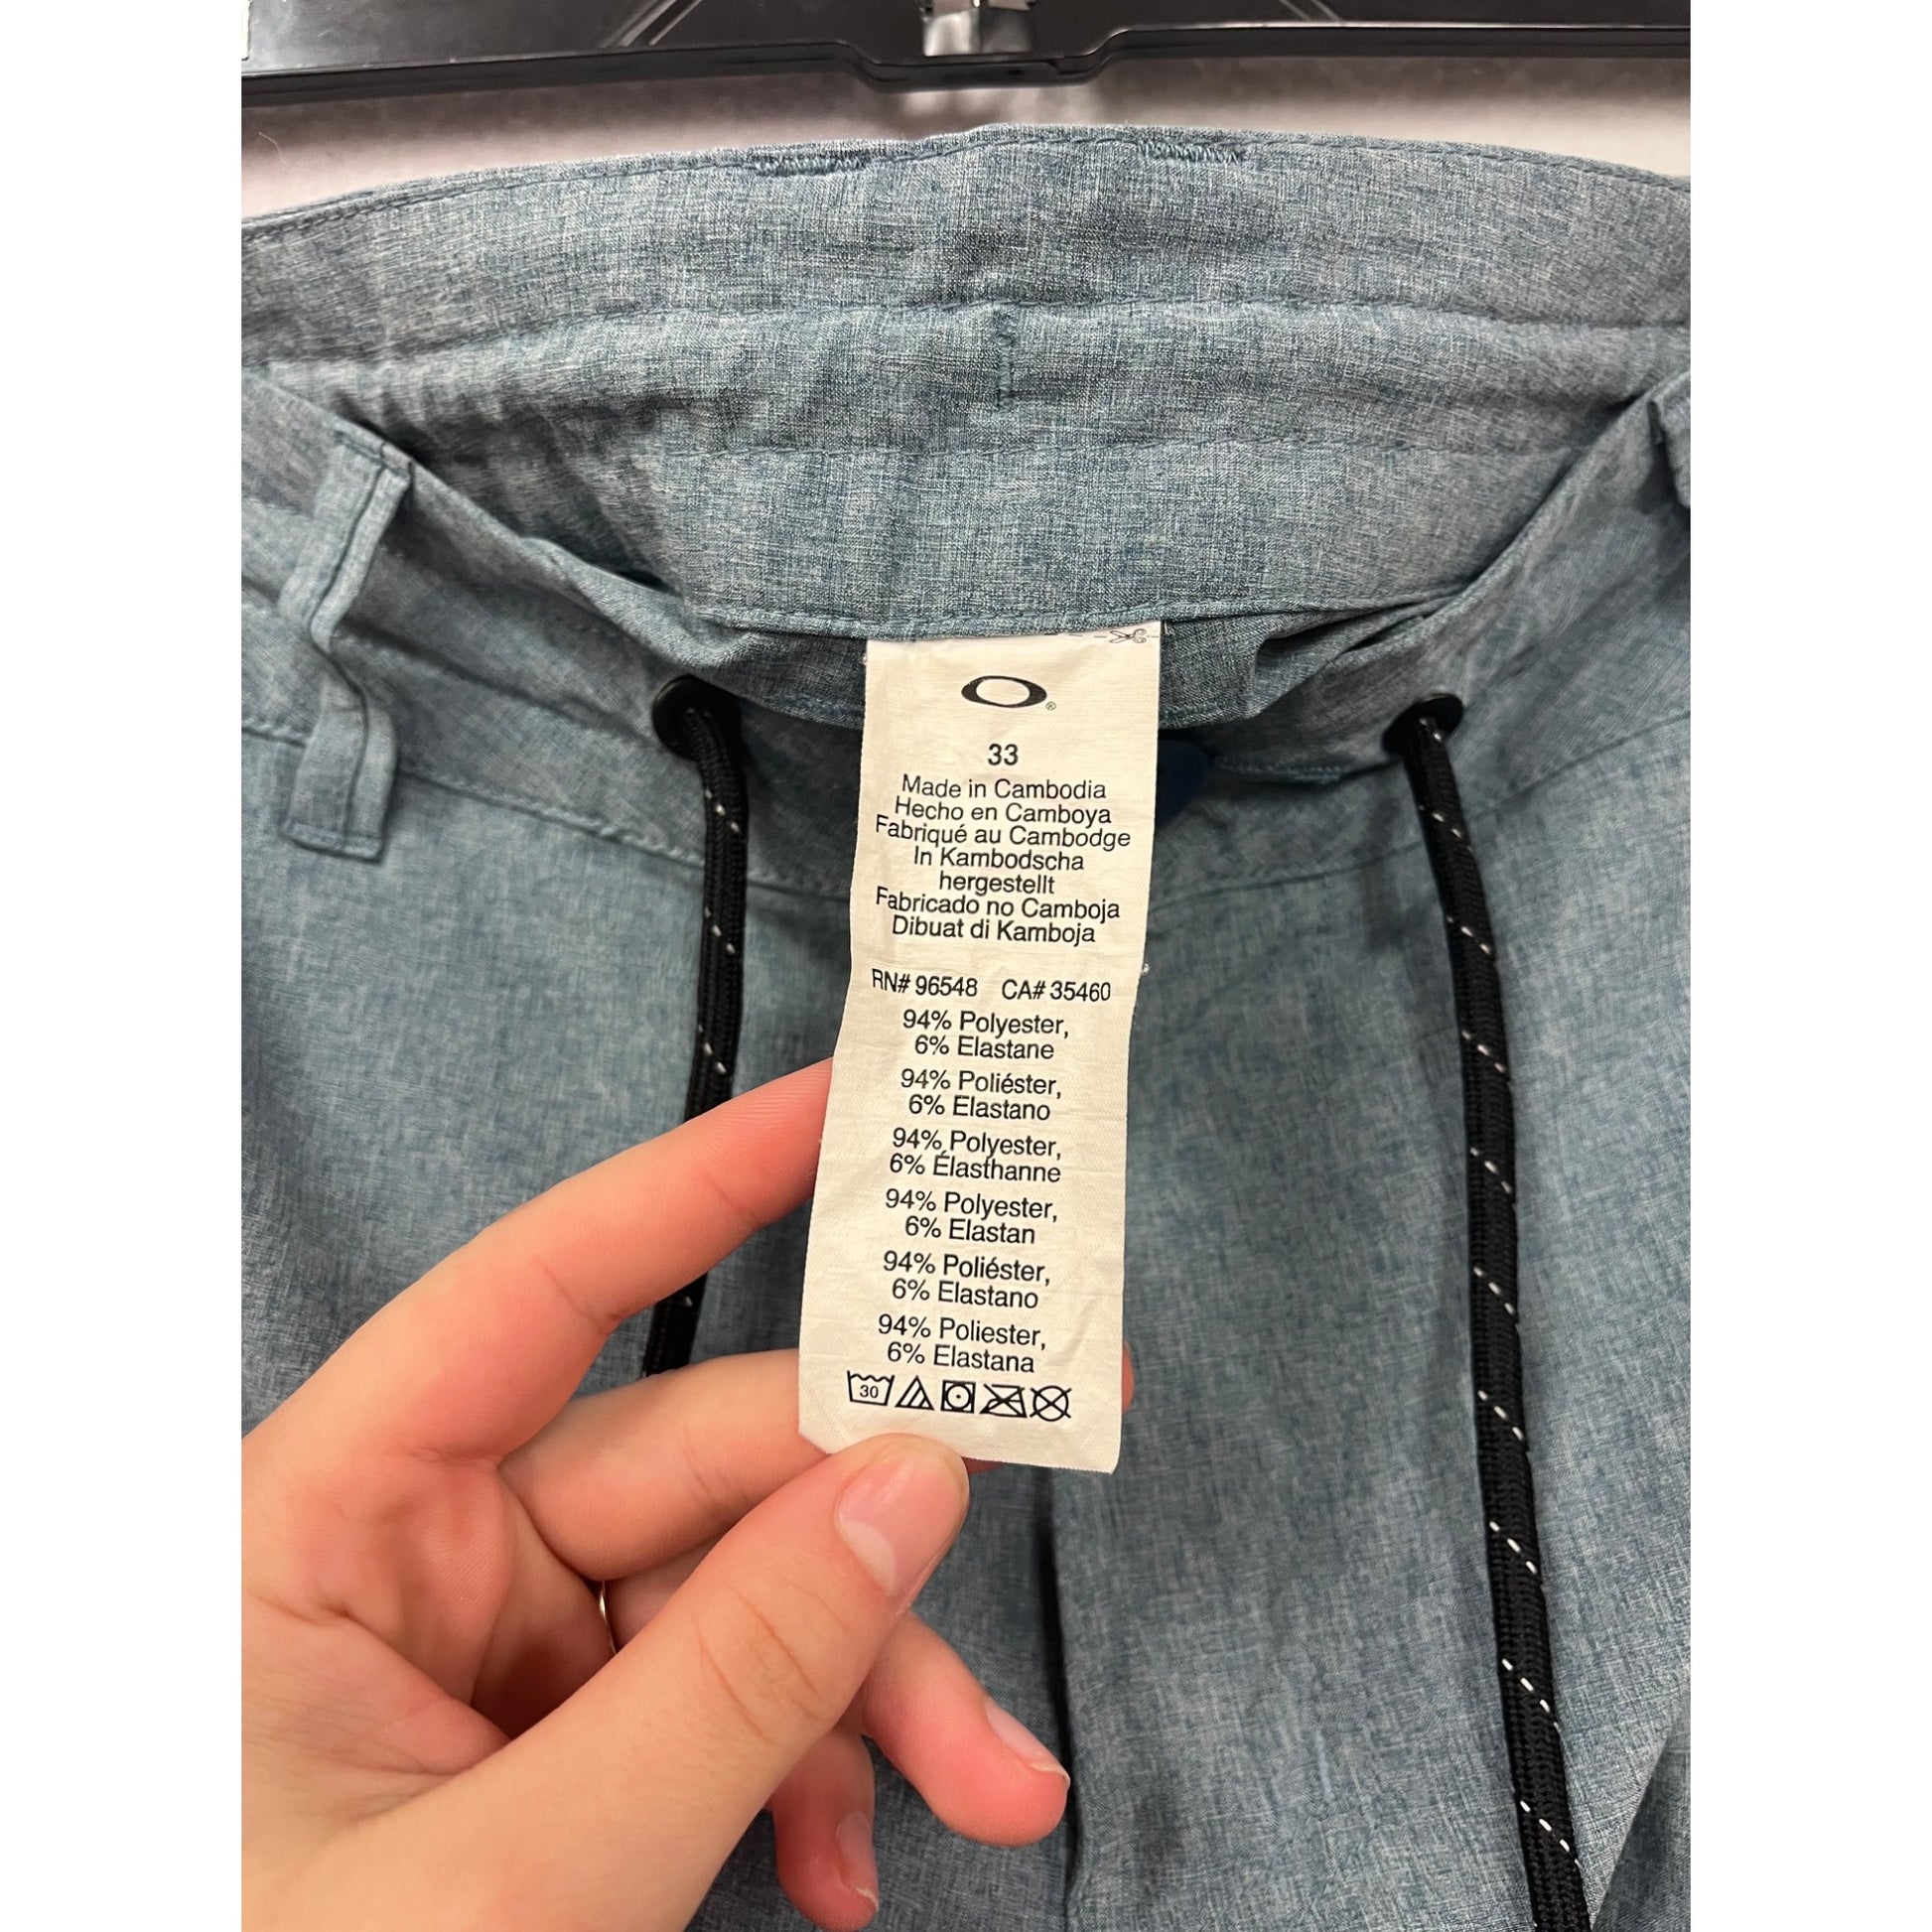 33
Made in Cambodia
Hecho en Camboya
Fabriqué au Cambodge
In Kambodscha
hergestellt
Fabricado no Camboja
Dibuat di Kamboja
RN# 96548 CA# 35460
94% Polyester,
6% Elastane
94% Poliéster,
6% Elastano
94% Polyester,
6% Élasthanne
94% Polyester,
6% Elastan
94% Poliéster,
6% Elastano
94% Poliester,
6% Elastana
30